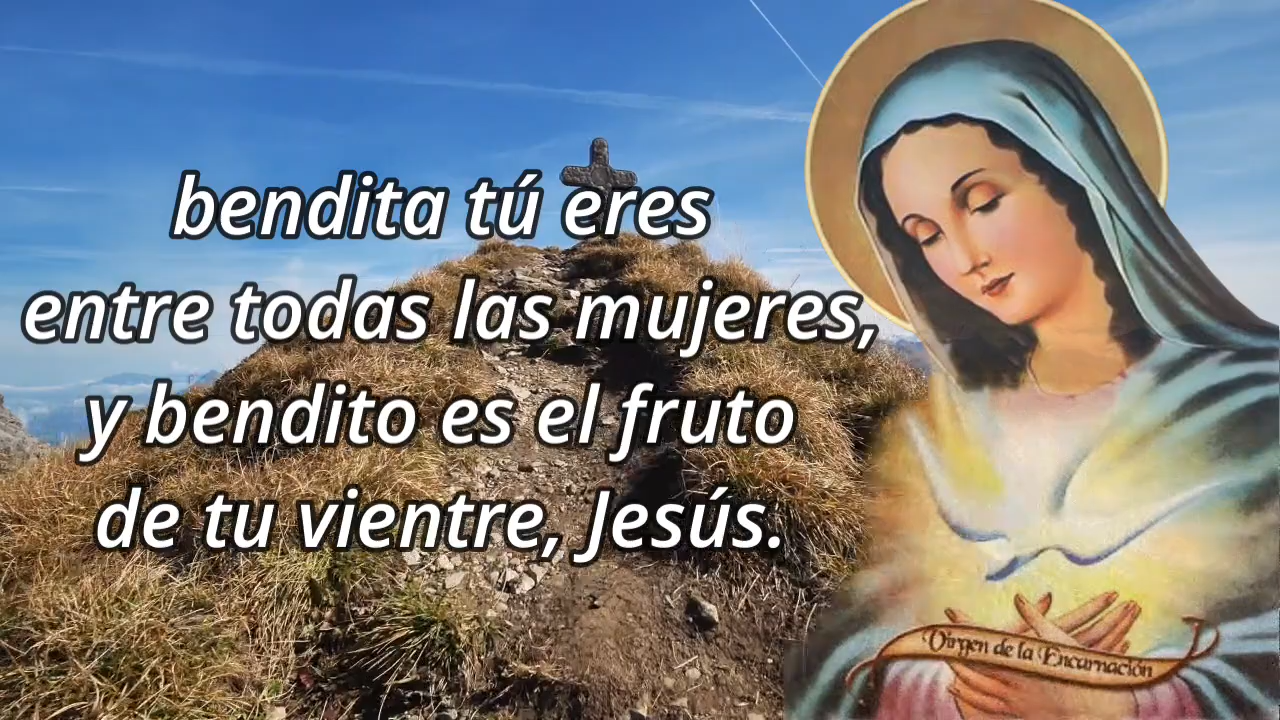 bendita tú eres
entre todas las mujeres,
y bendito es el fruto
de tu vientre, Jesús.
Virgen de la Encarnación